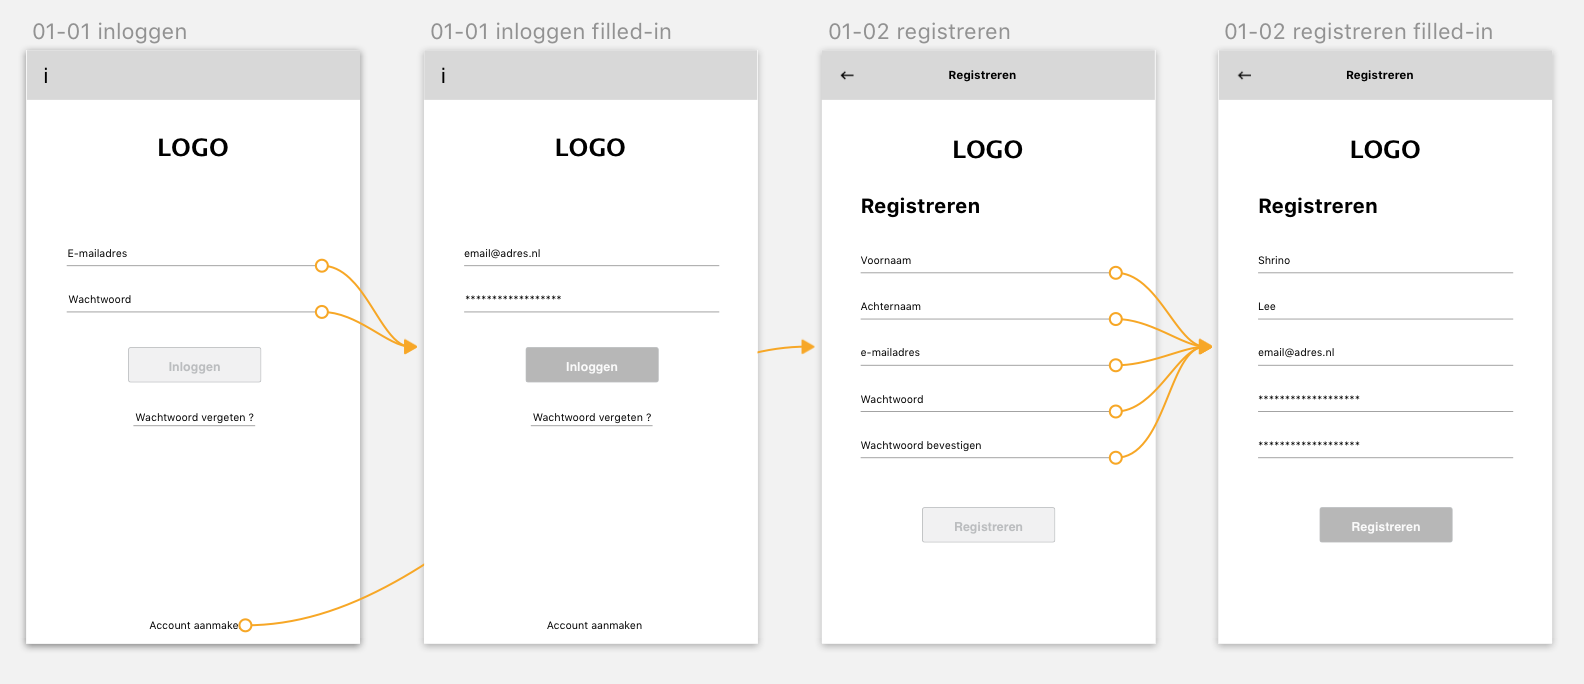 01-01 inloggen
i
LOGO
E-mailadres
Wachtwoord
Inloggen
Wachtwoord vergeten ?
Account aanmake
01-01 inloggen filled-in
i
LOGO
email@adres.nl
******************
Inloggen
Wachtwoord vergeten ?
Account aanmaken
01-02 registreren
← Registreren
LOGO
Registreren
Voornaam
Achternaam
e-mailadres
Wachtwoord
Wachtwoord bevestigen
Registreren
01-02 registreren filled-in
← Registreren
LOGO
Registreren
Shrino
Lee
email@adres.nl
*******************
*******************
Registreren